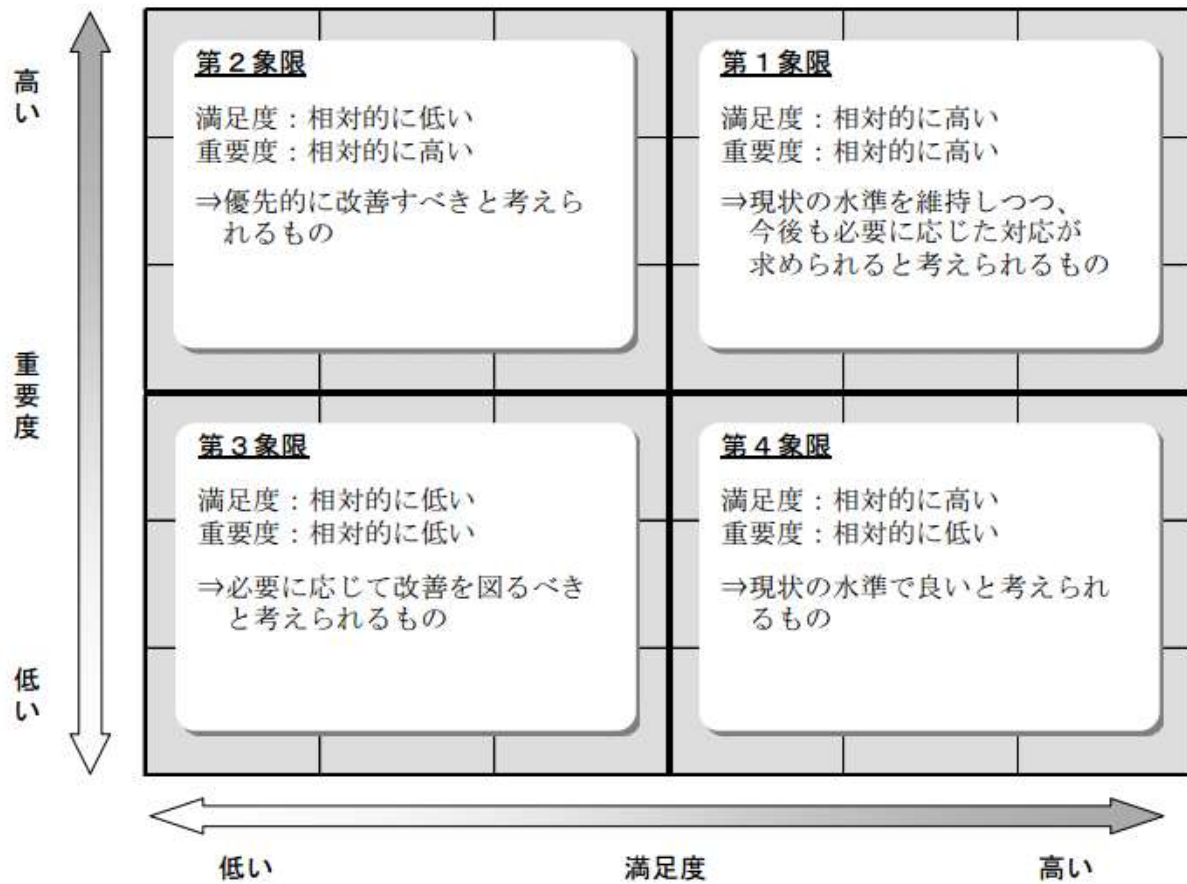 高い
重要度
低い
第２象限
満足度：相対的に低い
重要度：相対的に高い
⇒優先的に改善すべきと考えら
れるもの
第１象限
満足度：相対的に高い
重要度：相対的に高い
⇒現状の水準を維持しつつ、
今後も必要に応じた対応が
求められると考えられるもの
第３象限
満足度：相対的に低い
重要度：相対的に低い
⇒必要に応じて改善を図るべき
と考えられるもの
第４象限
満足度：相対的に高い
重要度：相対的に低い
⇒現状の水準で良いと考えられ
るもの
低い
満足度
高い